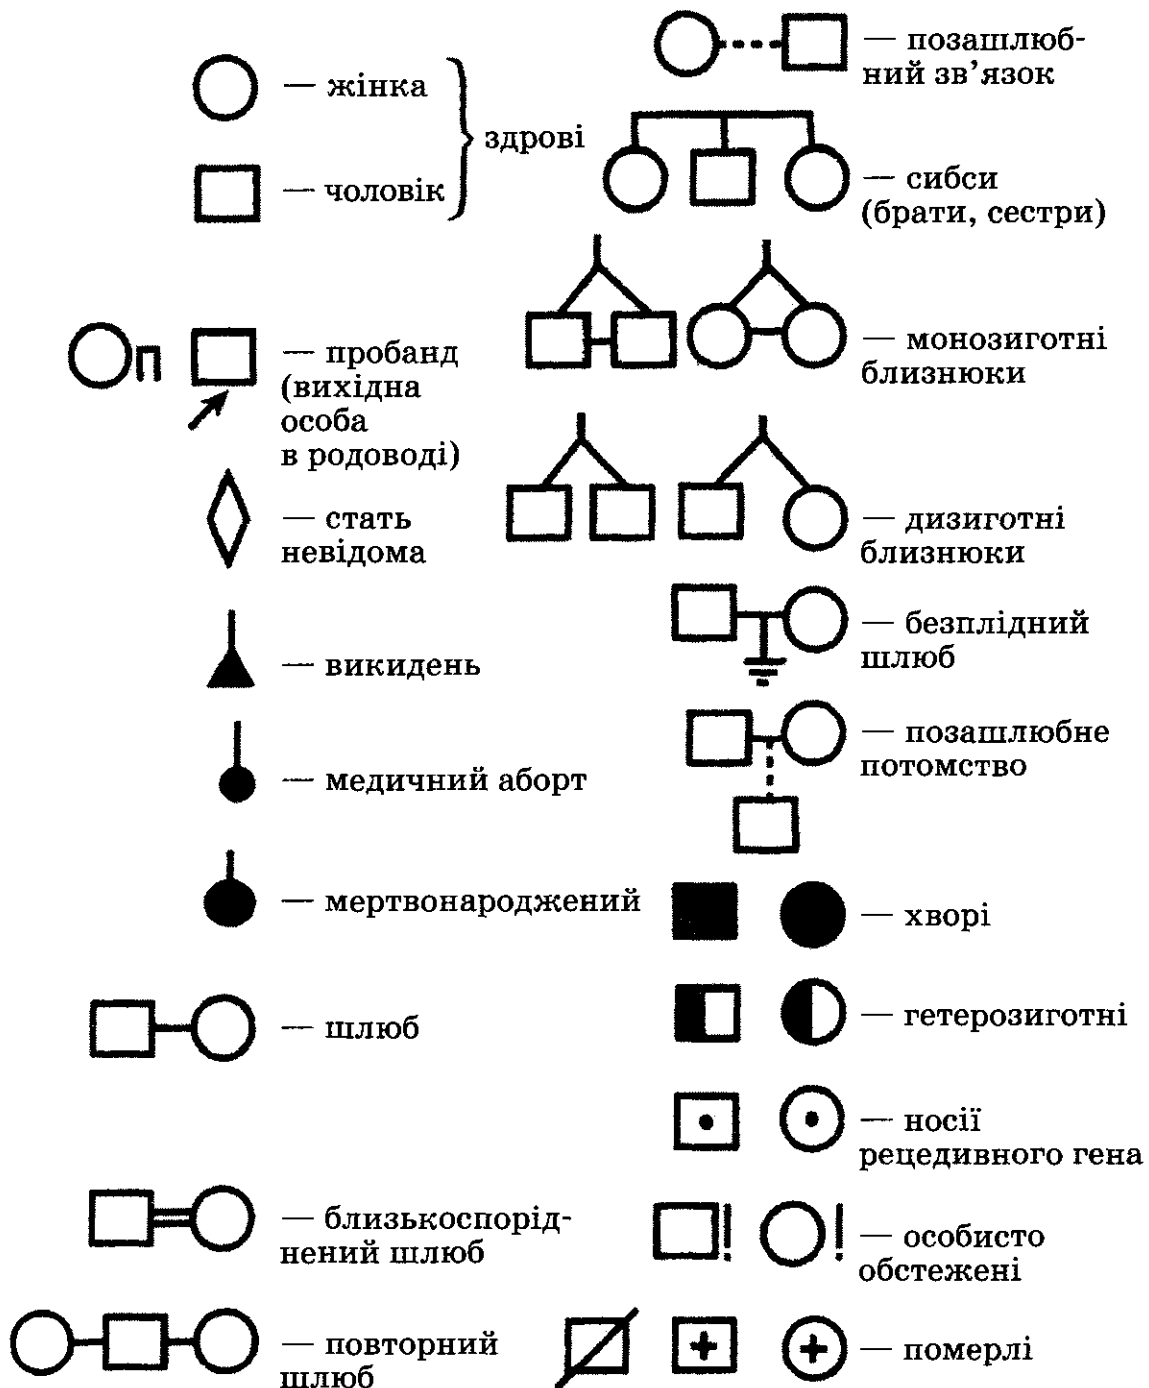 — жінка
— чоловік
здрові
п
— пробанд
(вихідна
особа
в родоводі)
— стать
невідома
— викидень
— медичний аборт
— мертвонароджений
— шлюб
— близькоспорід-
нений шлюб
— повторний
шлюб
— позашлюб-
ний зв’язок
— сибси
(брати, сестри)
— монозиготні
близнюки
— дизиготні
близнюки
— безплідний
шлюб
— позашлюбне
потомство
— хворі
— гетерозиготні
— носії
рецедивного гена
! !
— особисто
обстежені
— померлі